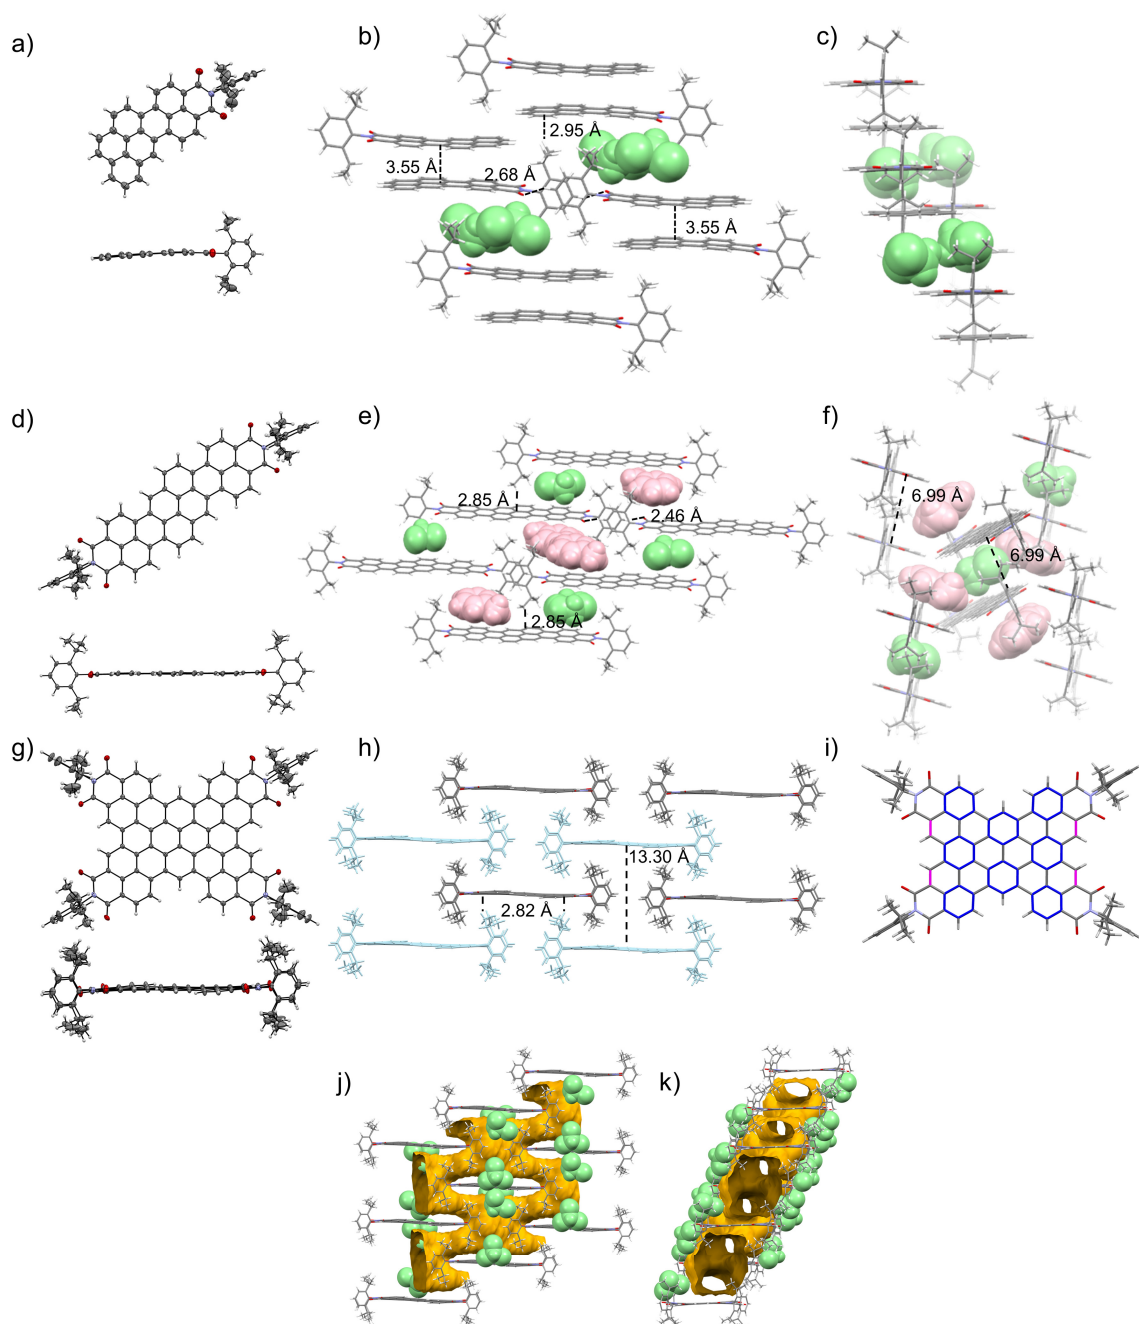 a)
b)
c)
2.95 Å
3.55 Å
2.68 Å
3.55 Å
d)
e)
f)
2.85 Å
2.46 Å
2.85 Å
6.99 Å
6.99 Å
g)
h)
i)
13.30 Å
2.82 Å
j)
k)